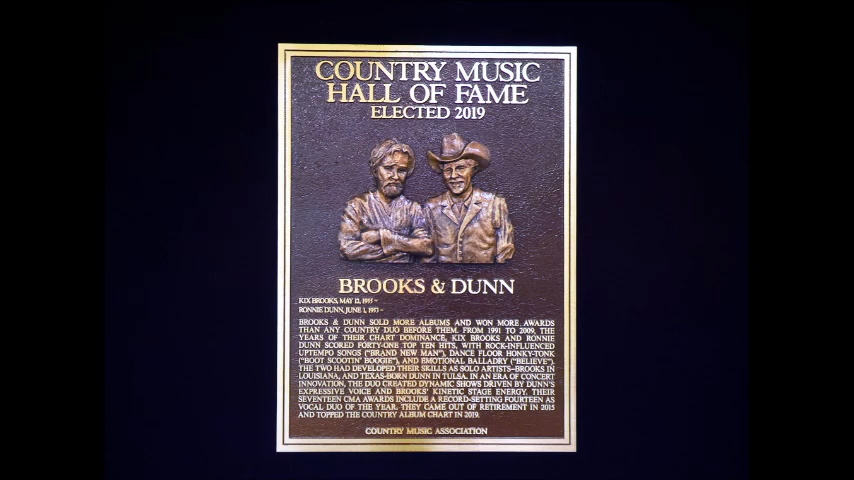 COUNTRY MUSIC
HALL OF FAME
ELECTED 2019
BROOKS & DUNN
KIX BROOKS, MAY 12, 1955 –
RONNIE DUNN, JUNE 1, 1953 –
BROOKS & DUNN SOLD MORE ALBUMS AND WON MORE AWARDS
THAN ANY COUNTRY DUO BEFORE THEM. FROM 1991 TO 2009, THE
YEARS OF THEIR CHART DOMINANCE, KIX BROOKS AND RONNIE
DUNN SCORED FORTY-ONE TOP TEN HITS, WITH ROCK-INFLUENCED
UPTEMPO SONGS ("BRAND NEW MAN"), DANCE FLOOR HONKY-TONK
("BOOT SCOOTIN' BOOGIE"), AND EMOTIONAL BALLADRY ("BELIEVE").
THE TWO HAD DEVELOPED THEIR SKILLS AS SOLO ARTISTS–BROOKS IN
LOUISIANA, AND TEXAS-BORN DUNN IN TULSA. IN AN ERA OF CONCERT
INNOVATION, THE DUO CREATED DYNAMIC SHOWS DRIVEN BY DUNN'S
EXPRESSIVE VOICE AND BROOKS' KINETIC STAGE ENERGY. THEIR
SEVENTEEN CMA AWARDS INCLUDE A RECORD-SETTING FOURTEEN AS
VOCAL DUO OF THE YEAR. THEY CAME OUT OF RETIREMENT IN 2015
AND TOPPED THE COUNTRY ALBUM CHART IN 2019.
COUNTRY MUSIC ASSOCIATION